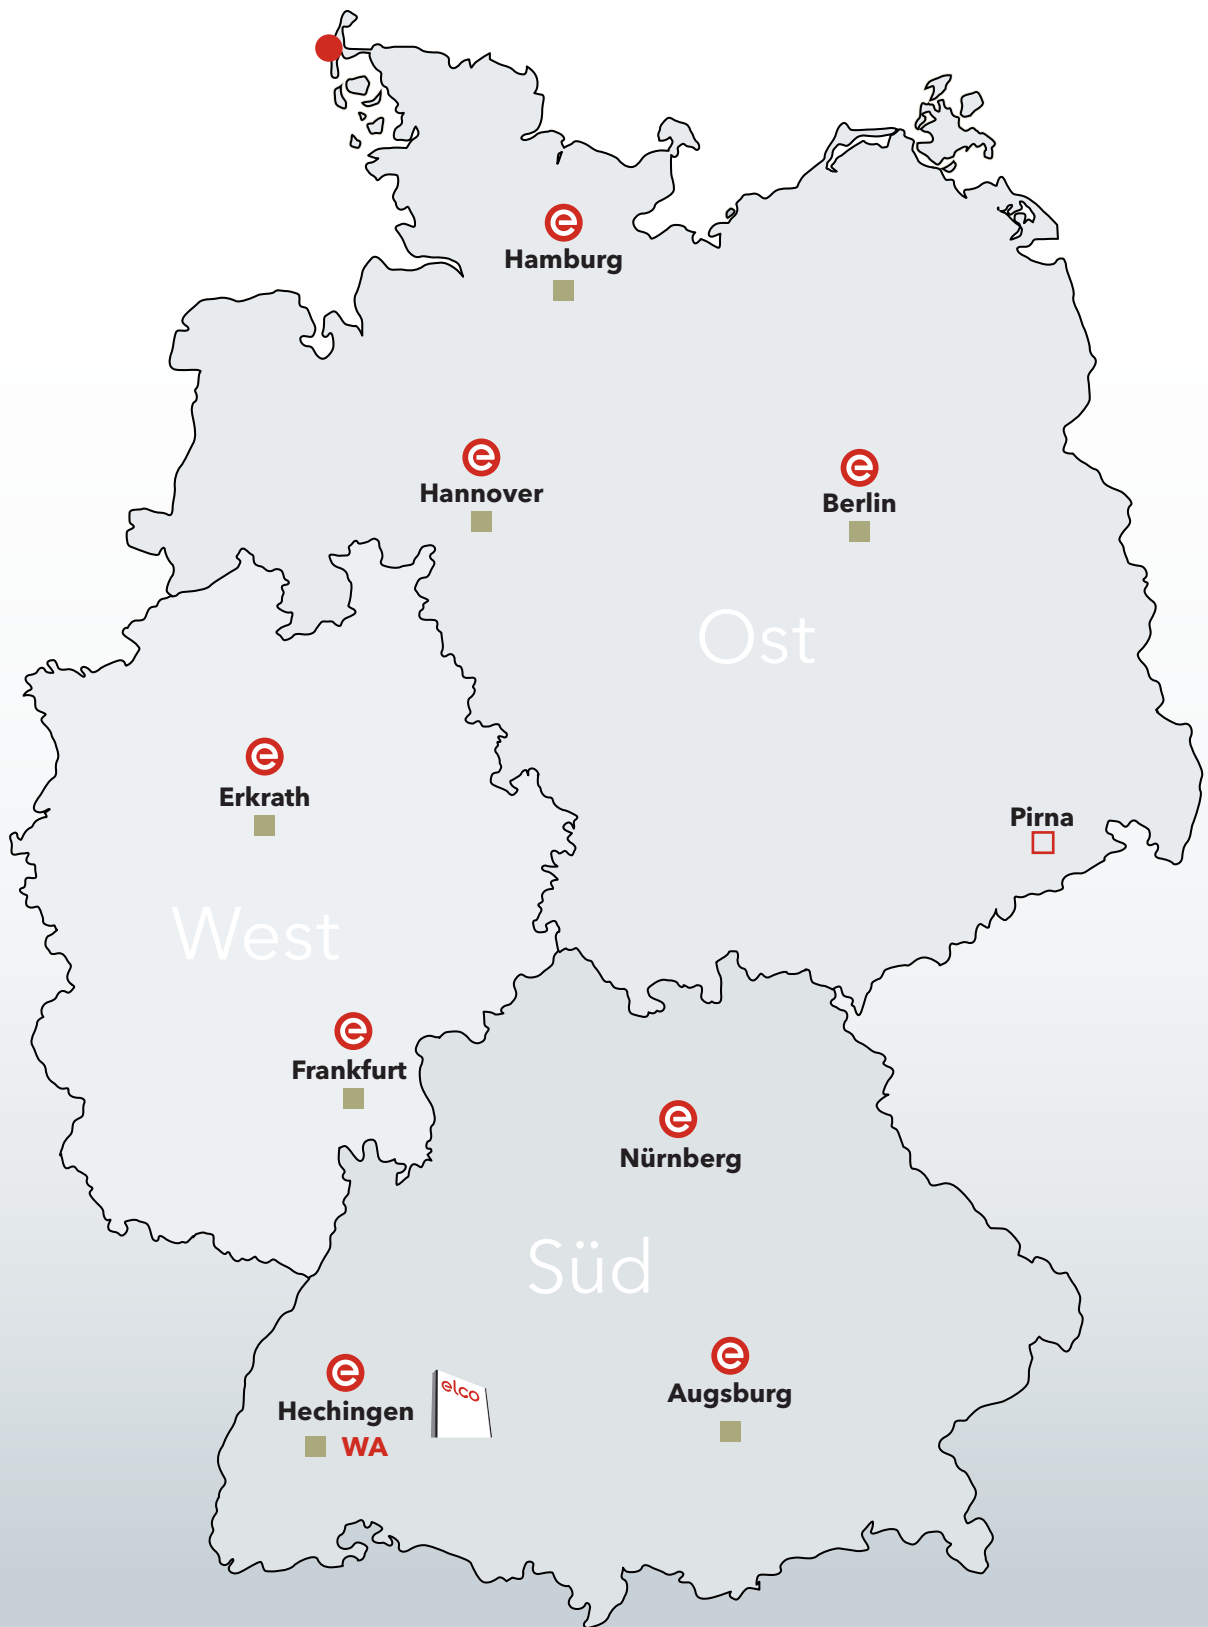 Hamburg
Hannover
Berlin
Ost
Erkrath
Pirna
West
Frankfurt
Nürnberg
Süd
Hechingen
WA
elco
Augsburg